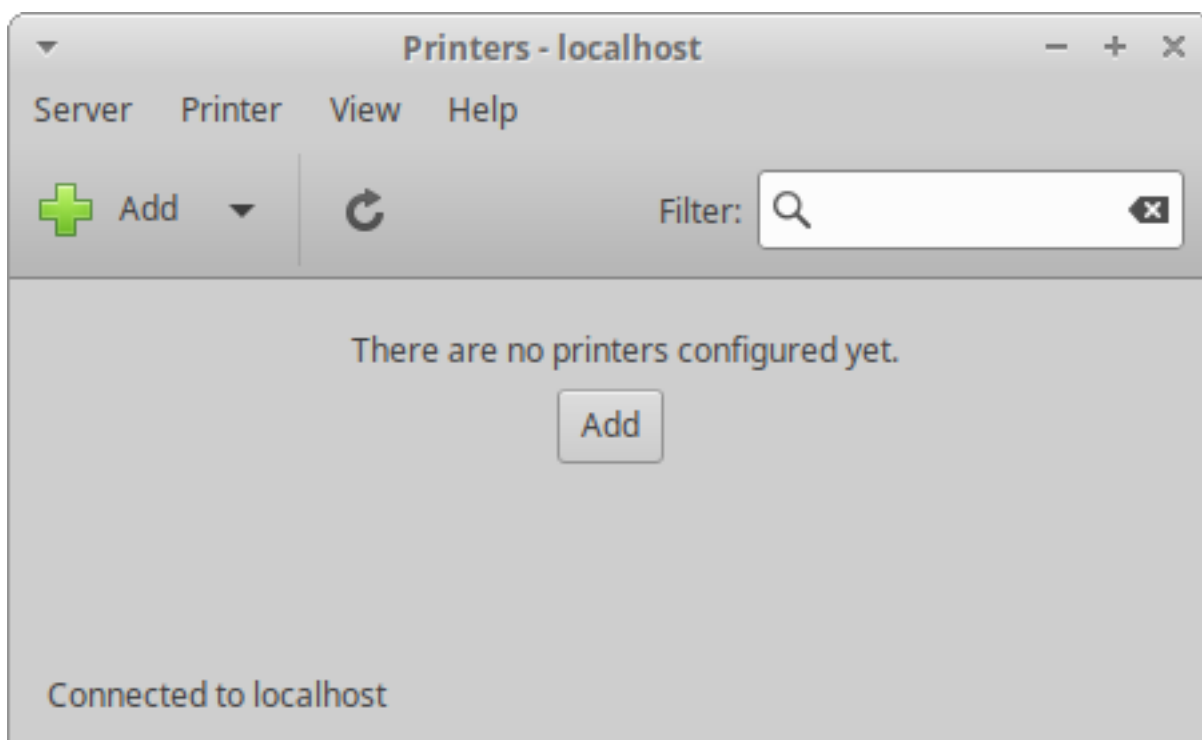 Printers - localhost
Server Printer View Help
Add Filter:
There are no printers configured yet.
Add
Connected to localhost